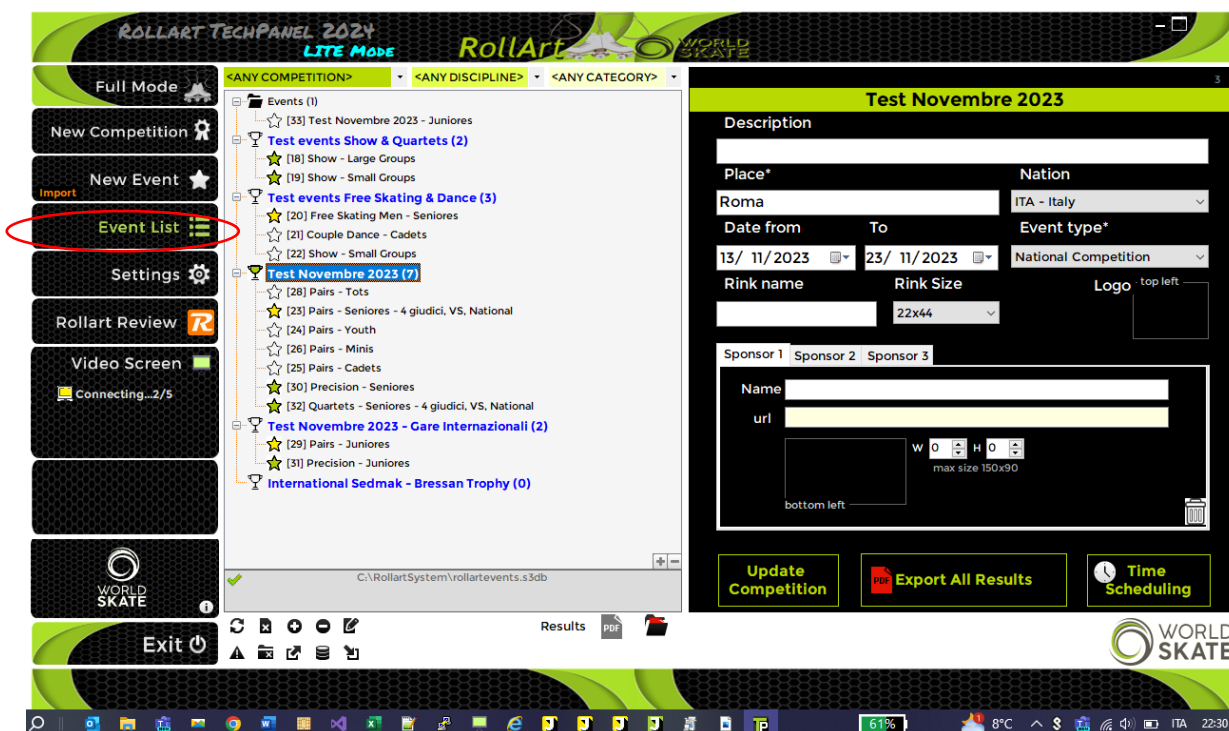 ROLLART TECHPANEL 2024
LITE MODE
RollArt
WORLD
SKATE
Full Mode
New Competition
New Event
Import
Event List
Settings
Rollart Review
Video Screen
Connecting...2/5
WORLD
SKATE
Exit
<ANY COMPETITION>
<ANY DISCIPLINE>
<ANY CATEGORY>
Events (1)
[33] Test Novembre 2023 - Juniores
Test events Show & Quartets (2)
[18] Show - Large Groups
[19] Show - Small Groups
Test events Free Skating & Dance (3)
[20] Free Skating Men - Seniores
[21] Couple Dance - Cadets
[22] Show - Small Groups
Test Novembre 2023 (7)
[28] Pairs - Tots
[23] Pairs - Seniores - 4 giudici, VS, National
[24] Pairs - Youth
[26] Pairs - Minis
[25] Pairs - Cadets
[30] Precision - Seniores
[32] Quartets - Seniores - 4 giudici, VS, National
Test Novembre 2023 - Gare Internazionali (2)
[29] Pairs - Juniores
[31] Precision - Juniores
International Sedmak - Bressan Trophy (0)
C:\RollartSystem\rollartevents.s3db
Results
PDF
3
Test Novembre 2023
Description
Place* Nation
Roma ITA - Italy
Date from To Event type*
13/ 11/2023 23/ 11/2023 National Competition
Rink name Rink Size Logo top left
22x44
Sponsor 1 Sponsor 2 Sponsor 3
Name
url
W 0 H 0
max size 150x90
bottom left
Update
Competition
PDF Export All Results
Time
Scheduling
WORLD
SKATE
61% 8°C ITA 22:30